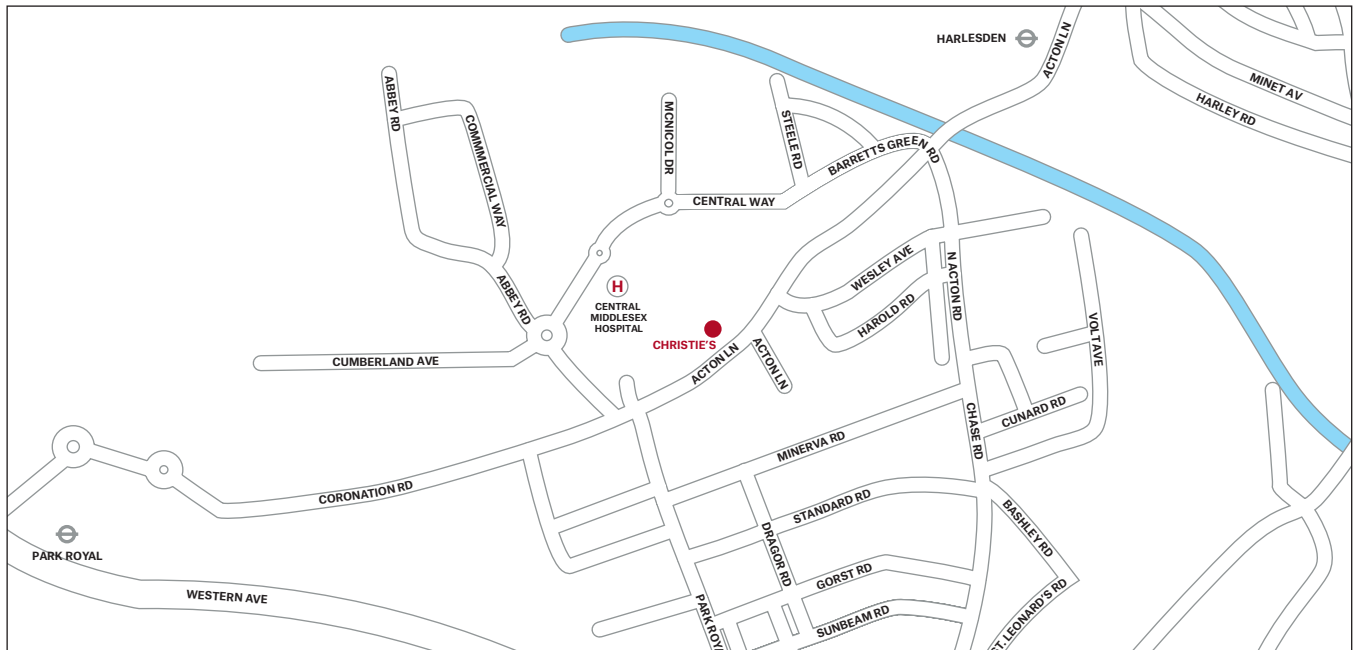 HARLESDEN
ACTON LN
MINET AV
HARLEY RD
ABBEY RD
COMMMERCIAL WAY
MCNICOL DR
STEELE RD
BARRETTS GREEN RD
CENTRAL WAY
WESLEY AVE
N ACTON RD
HAROLD RD
ABBEY RD
H
CENTRAL
MIDDLESEX
HOSPITAL
CHRISTIE'S
VOLT AVE
CUMBERLAND AVE
ACTON LN
ACTON LN
CUNARD RD
CHASE RD
MINERVA RD
CORONATION RD
STANDARD RD
BASHLEY RD
DRAGOR RD
PARK ROYAL
GORST RD
WESTERN AVE
PARK ROYA
SUNBEAM RD
ST. LEONARD'S RD